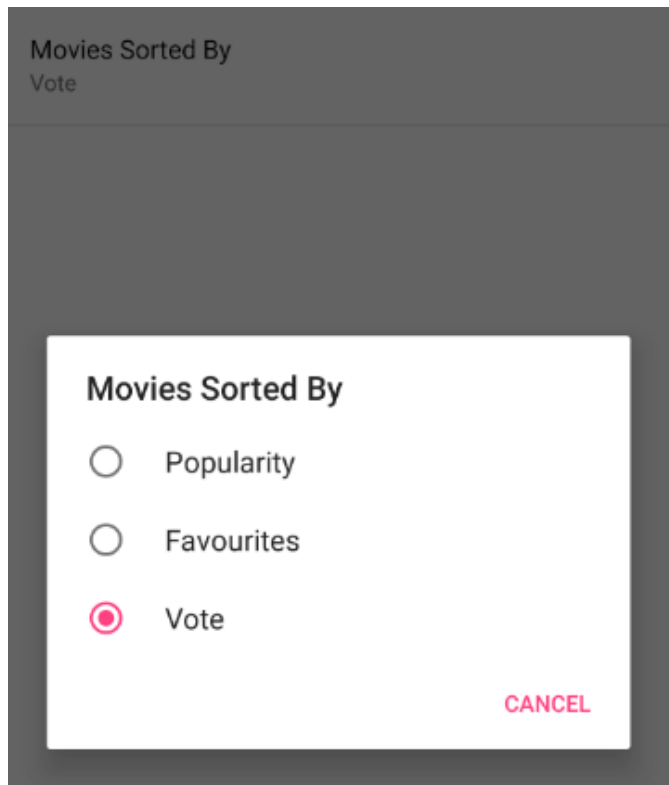 Movies Sorted By
Vote
Movies Sorted By
Popularity
Favourites
Vote
CANCEL